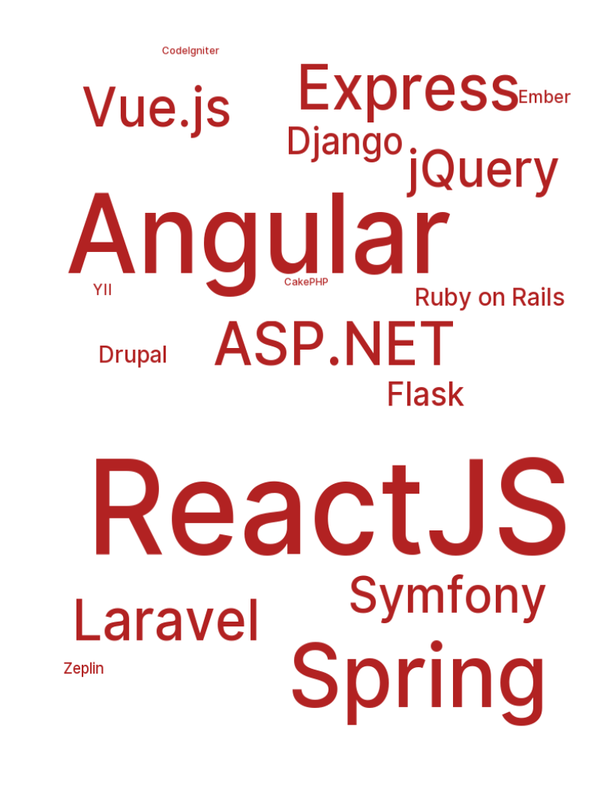 CodeIgniter
Vue.js
Express
Ember
Django
jQuery
Angular
YII
CakePHP
Ruby on Rails
Drupal
ASP.NET
Flask
ReactJS
Symfony
Laravel
Spring
Zeplin